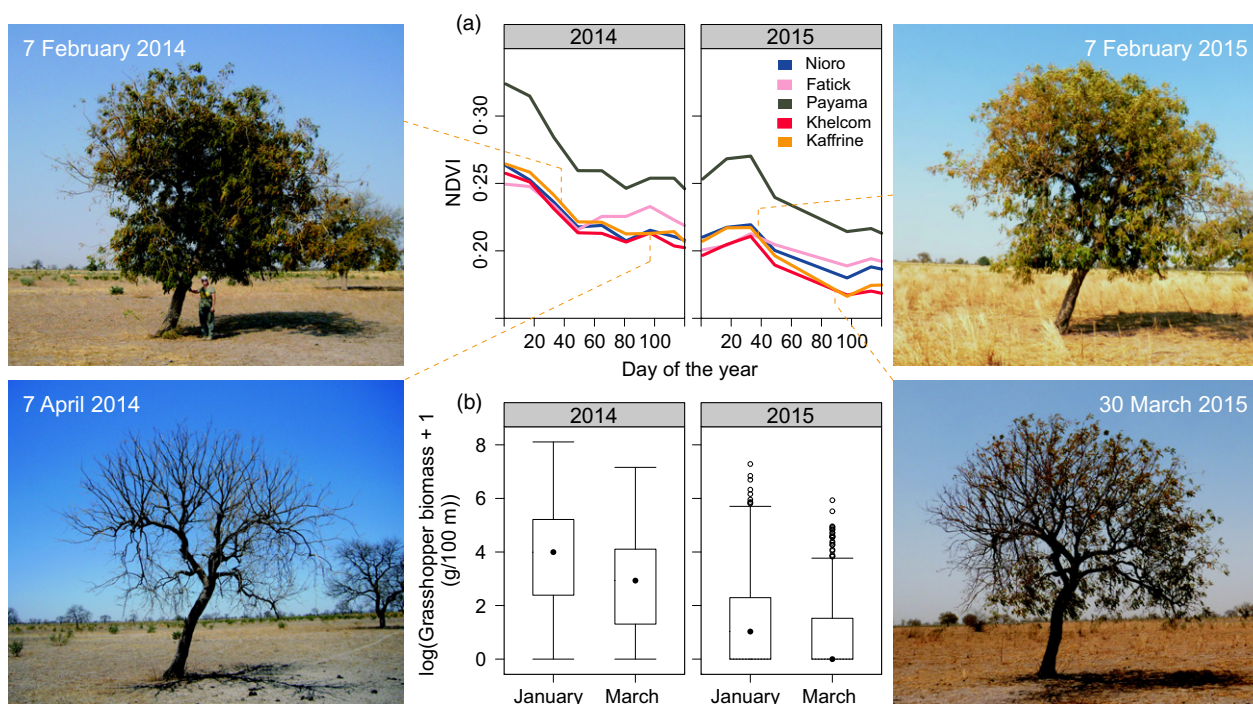 7 February 2014
(a)
2014
2015
Nioro
Fatick
Payama
Khelcom
Kaffrine
7 February 2015
NDVI
0·30
0·25
0·20
20 40 60 80 100
20 40 60 80 100
Day of the year
7 April 2014
(b)
2014
2015
30 March 2015
log(Grasshopper biomass + 1
(g/100 m))
8
6
4
2
0
January March
January March